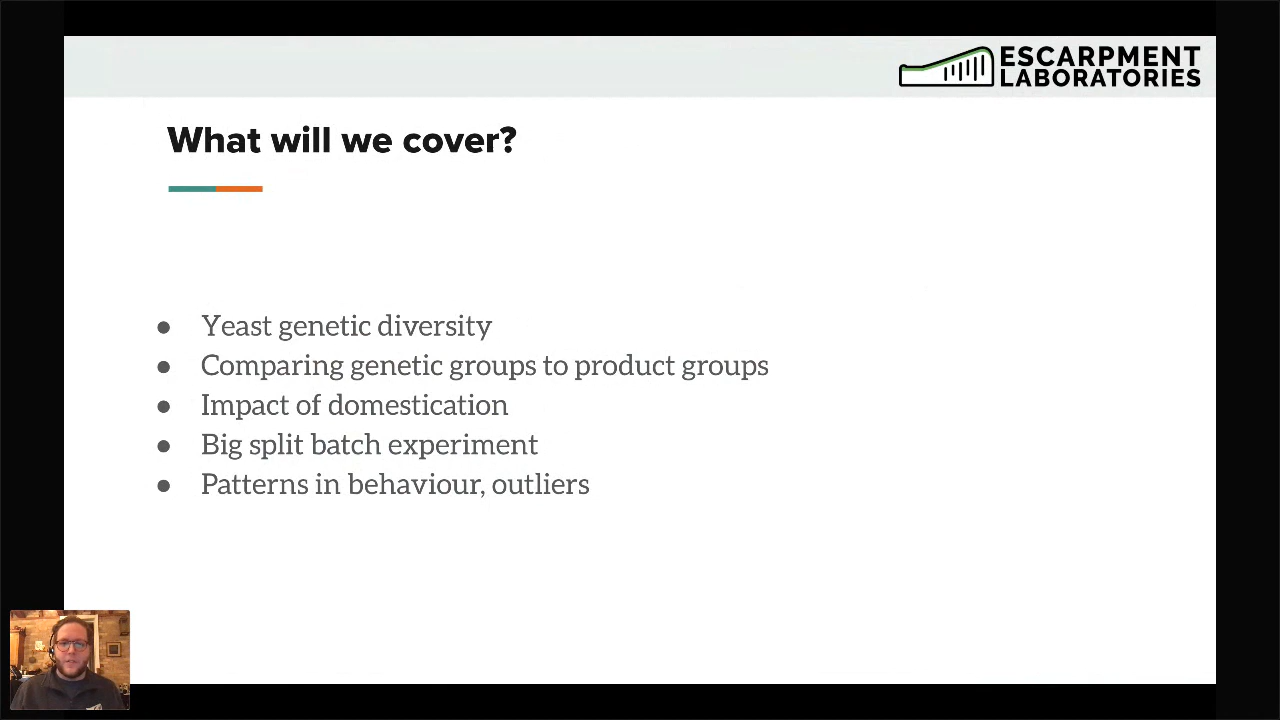 ESCARPMENT
LABORATORIES
What will we cover?
● Yeast genetic diversity
● Comparing genetic groups to product groups
● Impact of domestication
● Big split batch experiment
● Patterns in behaviour, outliers